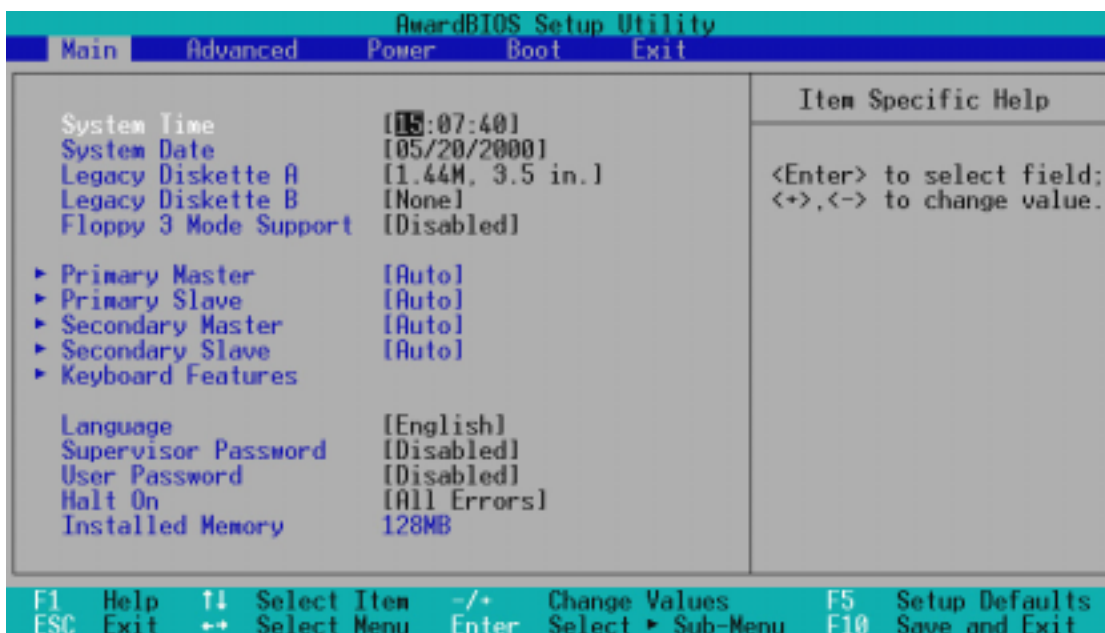 AwardBIOS Setup Utility
Main Advanced Power Boot Exit
Item Specific Help
System Time [15:07:40]
System Date [05/20/2000]
Legacy Diskette A [1.44M, 3.5 in.]
Legacy Diskette B [None]
Floppy 3 Mode Support [Disabled]
<Enter> to select field;
<+>,<-> to change value.
▶ Primary Master [Auto]
▶ Primary Slave [Auto]
▶ Secondary Master [Auto]
▶ Secondary Slave [Auto]
▶ Keyboard Features
Language [English]
Supervisor Password [Disabled]
User Password [Disabled]
Halt On [All Errors]
Installed Memory 128MB
F1 Help ↑↓ Select Item -/+ Change Values F5 Setup Defaults
ESC Exit ←→ Select Menu Enter Select ▶ Sub-Menu F10 Save and Exit